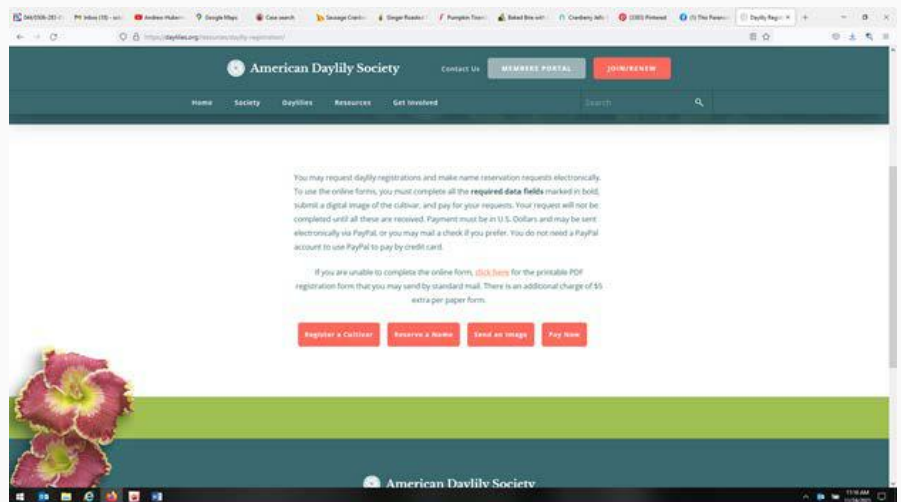 Google Maps
Case search
American Daylily Society
Contact Us
MEMBERS PORTAL
JOIN/RENEW
Home
Society
Daylilies
Resources
Get Involved
Search
You may request daylily registrations and make name reservation requests electronically.
To use the online forms, you must complete all the required data fields marked in bold,
submit a digital image of the cultivar, and pay for your requests. Your request will not be
completed until all these are received. Payment must be in U.S. Dollars and may be sent
electronically via PayPal, or you may mail a check if you prefer. You do not need a PayPal
account to use PayPal to pay by credit card.
If you are unable to complete the online form, click here for the printable PDF
registration form that you may send by standard mail. There is an additional charge of $5
extra per paper form.
Register a Cultivar
Reserve a Name
Send an Image
Pay Now
American Daylily Society
11:18 AM